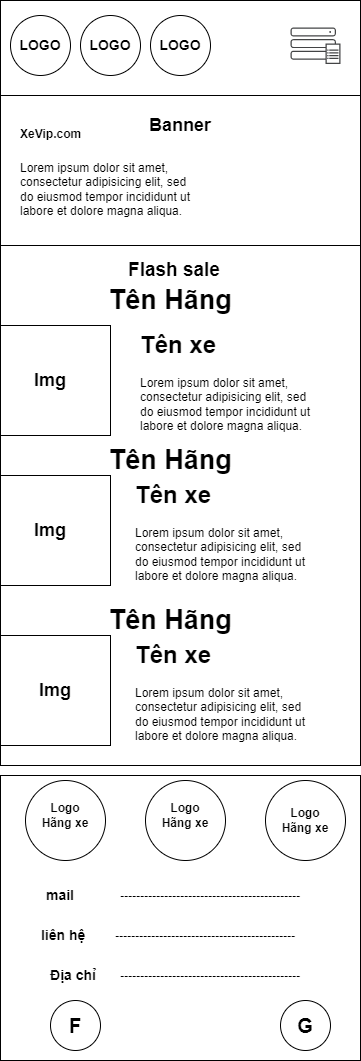 LOGO LOGO LOGO
Banner
XeVip.com
Lorem ipsum dolor sit amet,
consectetur adipisicing elit, sed
do eiusmod tempor incididunt ut
labore et dolore magna aliqua.
Flash sale
Tên Hãng
Img
Tên xe
Lorem ipsum dolor sit amet,
consectetur adipisicing elit, sed
do eiusmod tempor incididunt ut
labore et dolore magna aliqua.
Tên Hãng
Img
Tên xe
Lorem ipsum dolor sit amet,
consectetur adipisicing elit, sed
do eiusmod tempor incididunt ut
labore et dolore magna aliqua.
Tên Hãng
Img
Tên xe
Lorem ipsum dolor sit amet,
consectetur adipisicing elit, sed
do eiusmod tempor incididunt ut
labore et dolore magna aliqua.
Logo
Hãng xe
Logo
Hãng xe
Logo
Hãng xe
mail ---------------------------------------------
liên hệ ---------------------------------------------
Địa chỉ ---------------------------------------------
F G